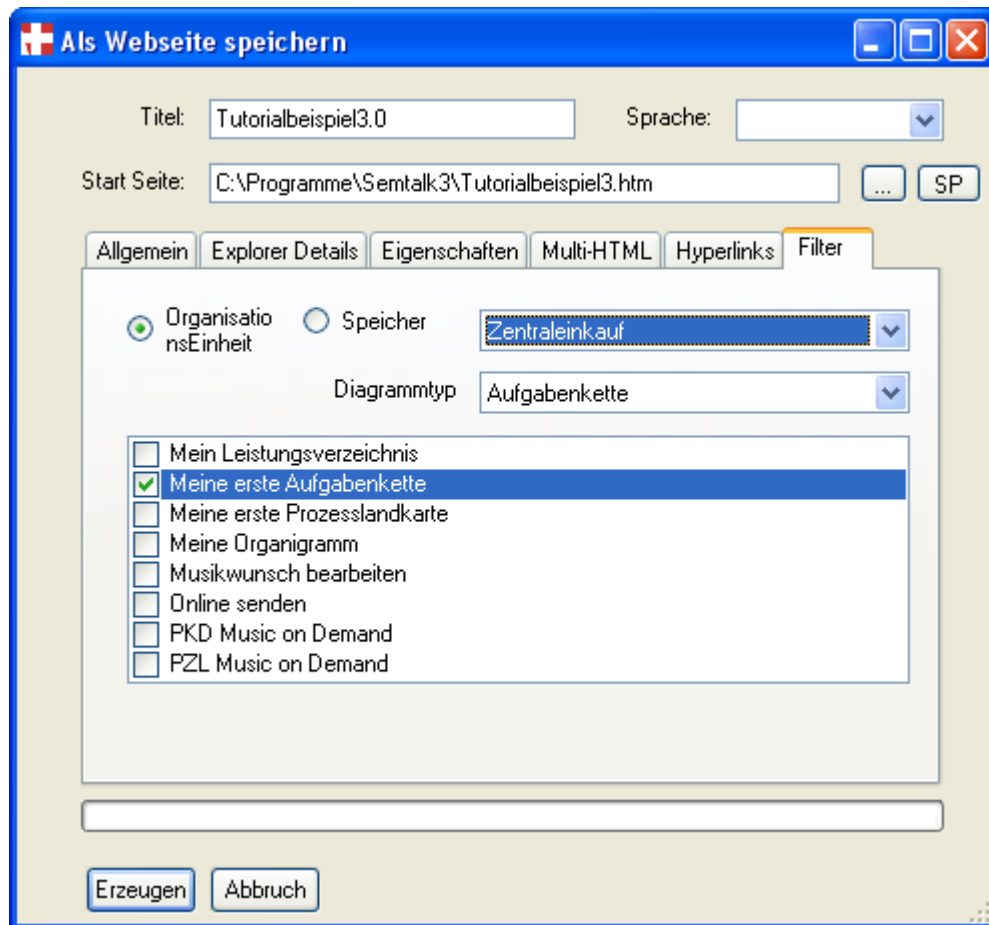 Als Webseite speichern
Titel: Tutorialbeispiel3.0 Sprache:
Start Seite: C:\Programme\Semtalk3\Tutorialbeispiel3.htm ... SP
Allgemein Explorer Details Eigenschaften Multi-HTML Hyperlinks Filter
Organisatio
nsEinheit
Speicher Zentraleinkauf
Diagrammtyp Aufgabenkette
Mein Leistungsverzeichnis
Meine erste Aufgabenkette
Meine erste Prozesslandkarte
Meine Organigramm
Musikwunsch bearbeiten
Online senden
PKD Music on Demand
PZL Music on Demand
Erzeugen Abbruch